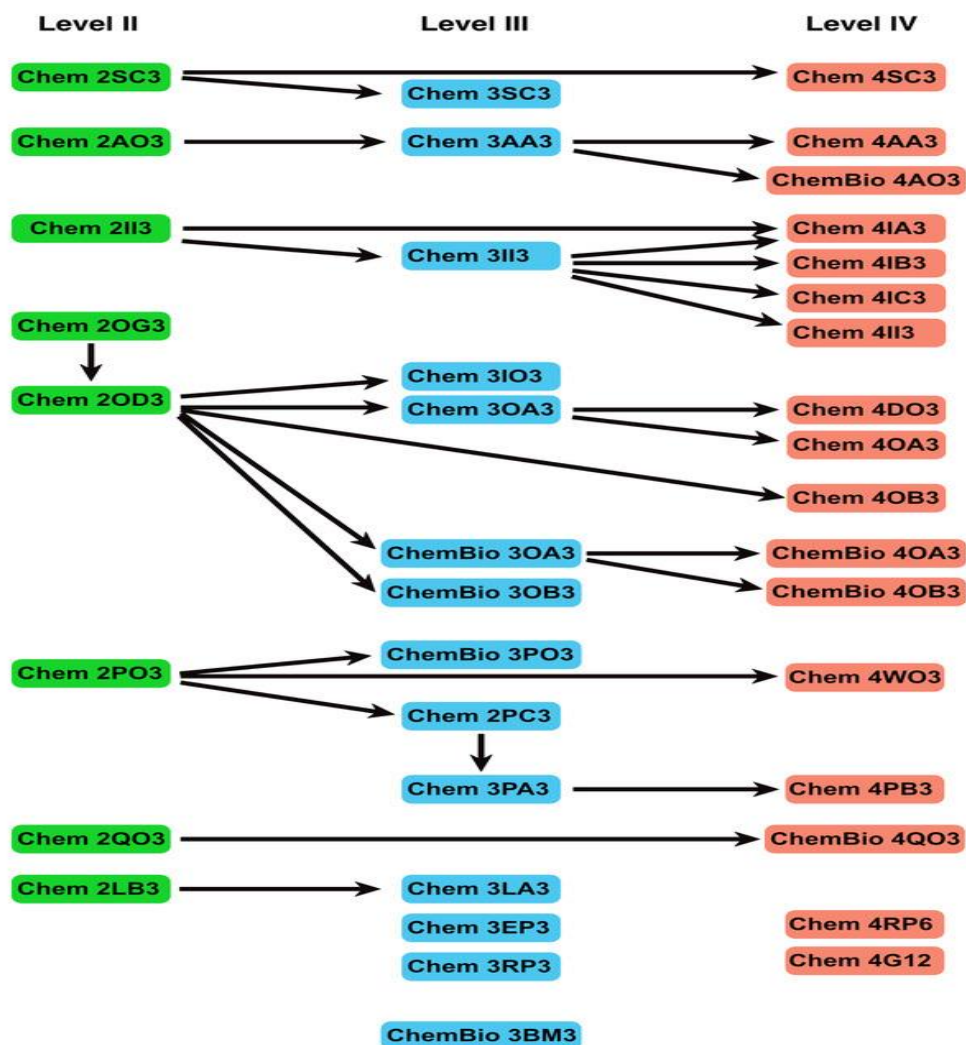 Level II Level III Level IV
Chem 2SC3 Chem 4SC3
Chem 3SC3
Chem 2AO3 Chem 3AA3 Chem 4AA3
ChemBio 4AO3
Chem 2II3 Chem 4IA3
Chem 3II3 Chem 4IB3
Chem 4IC3
Chem 2OG3 Chem 4II3
Chem 3IO3
Chem 2OD3 Chem 3OA3 Chem 4DO3
Chem 4OA3
Chem 4OB3
ChemBio 3OA3 ChemBio 4OA3
ChemBio 3OB3 ChemBio 4OB3
ChemBio 3PO3
Chem 2PO3 Chem 4WO3
Chem 2PC3
Chem 3PA3 Chem 4PB3
Chem 2QO3 ChemBio 4QO3
Chem 2LB3 Chem 3LA3
Chem 3EP3 Chem 4RP6
Chem 3RP3 Chem 4G12
ChemBio 3BM3